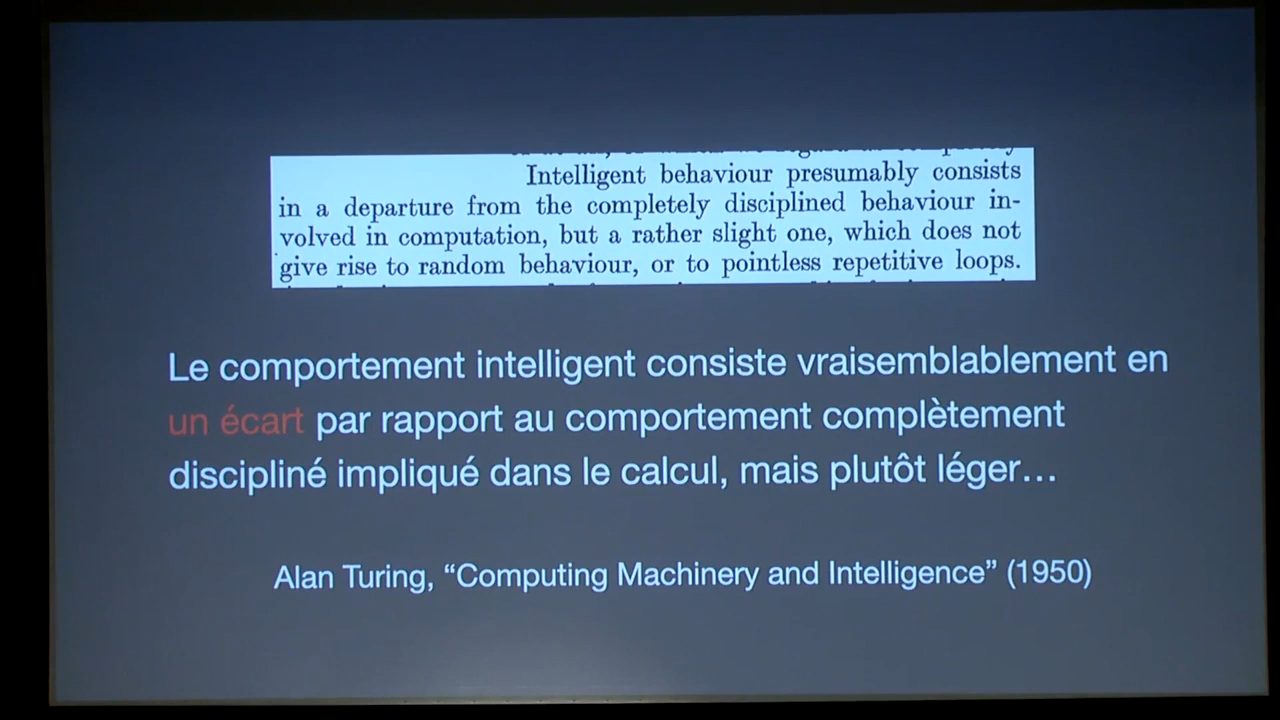 Intelligent behaviour presumably consists
in a departure from the completely disciplined behaviour in-
volved in computation, but a rather slight one, which does not
give rise to random behaviour, or to pointless repetitive loops.
Le comportement intelligent consiste vraisemblablement en
un écart par rapport au comportement complètement
discipliné impliqué dans le calcul, mais plutôt léger…
Alan Turing, “Computing Machinery and Intelligence” (1950)